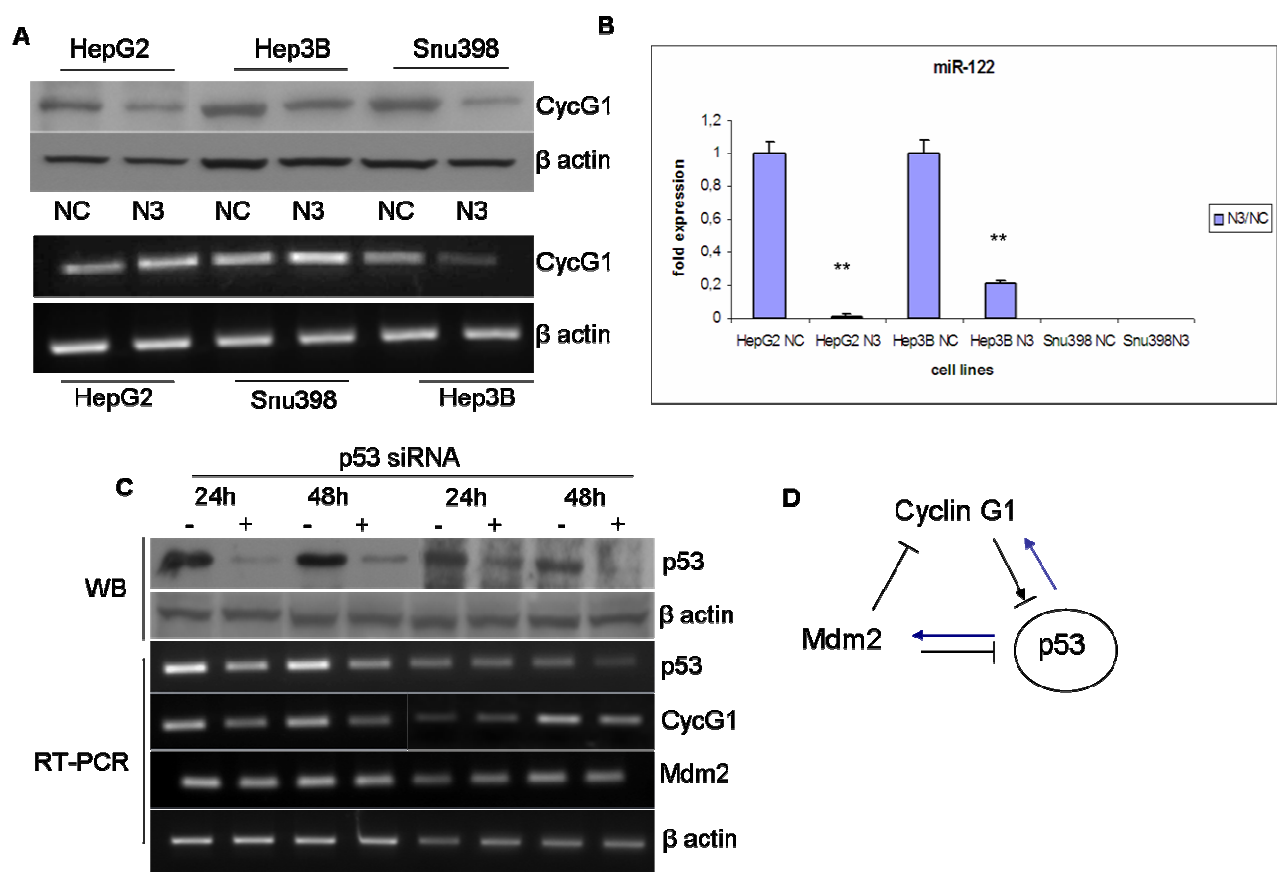 A
HepG2 Hep3B Snu398
CycG1
β actin
NC N3 NC N3 NC N3
CycG1
β actin
HepG2 Snu398 Hep3B
B
miR-122
fold expression
1,2
1
0,8
0,6
0,4
0,2
0
** **
HepG2 NC HepG2 N3 Hep3B NC Hep3B N3 Snu398 NC Snu398N3
cell lines
N3/NC
C
p53 siRNA
24h 48h 24h 48h
- + - + - + - +
WB
p53
β actin
RT-PCR
p53
CycG1
Mdm2
β actin
D
Cyclin G1
Mdm2
p53